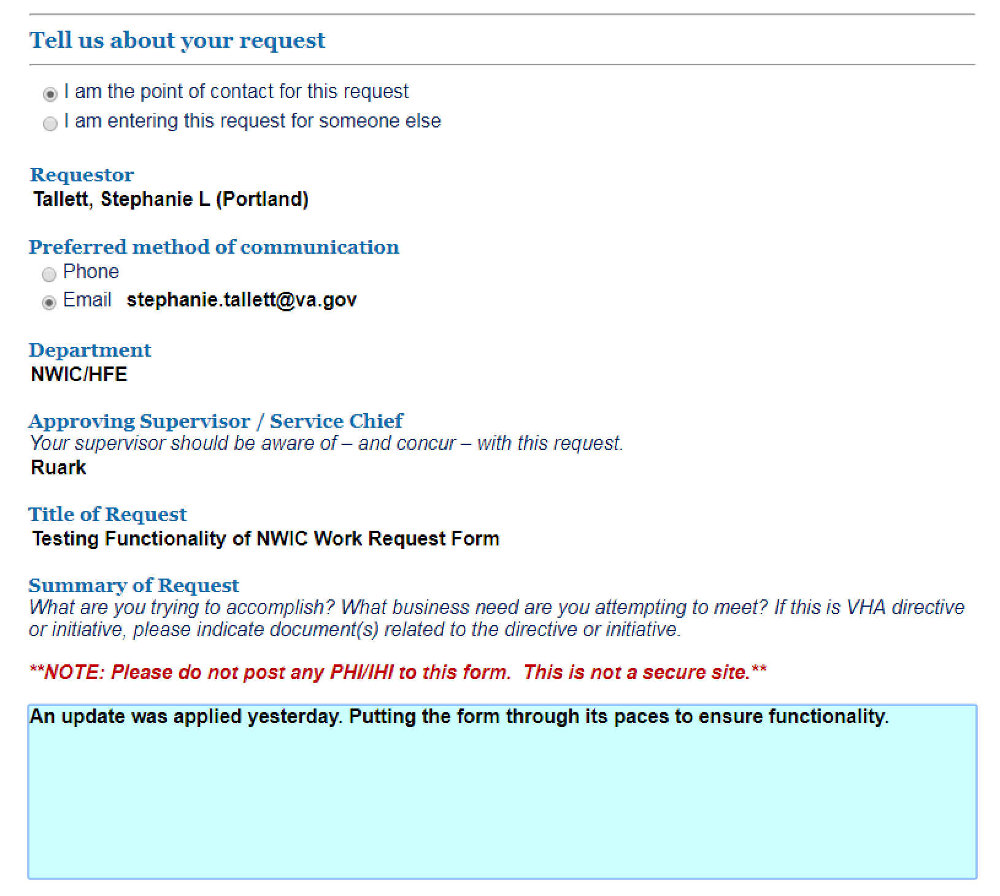 Tell us about your request
I am the point of contact for this request
I am entering this request for someone else
Requestor
Tallett, Stephanie L (Portland)
Preferred method of communication
Phone
Email stephanie.tallett@va.gov
Department
NWIC/HFE
Approving Supervisor / Service Chief
Your supervisor should be aware of – and concur – with this request.
Ruark
Title of Request
Testing Functionality of NWIC Work Request Form
Summary of Request
What are you trying to accomplish? What business need are you attempting to meet? If this is VHA directive
or initiative, please indicate document(s) related to the directive or initiative.
**NOTE: Please do not post any PHI/IHI to this form.  This is not a secure site.**
An update was applied yesterday. Putting the form through its paces to ensure functionality.